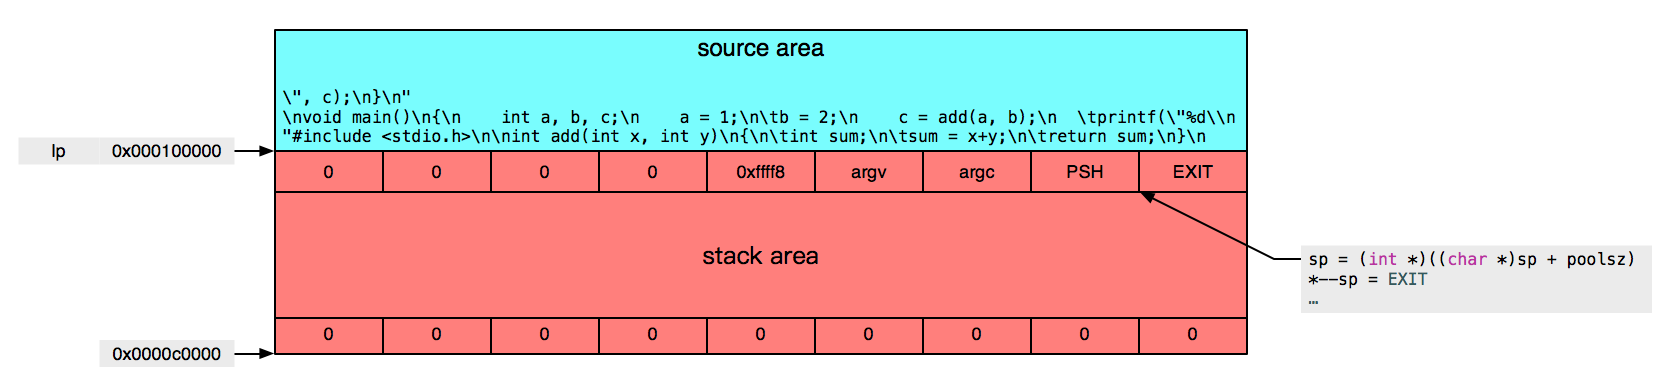 source area
\", c);\n}\n"
\nvoid main()\n{\n    int a, b, c;\n    a = 1;\n\tb = 2;\n    c = add(a, b);\n  \tprintf(\"%d\\n
"#include <stdio.h>\n\nint add(int x, int y)\n{\n\tint sum;\n\tsum = x+y;\n\treturn sum;\n}\n
lp 0x000100000
0 0 0 0 0xffff8 argv argc PSH EXIT
stack area
sp = (int *)((char *)sp + poolsz)
*--sp = EXIT
…
0 0 0 0 0 0 0 0 0
0x0000c0000